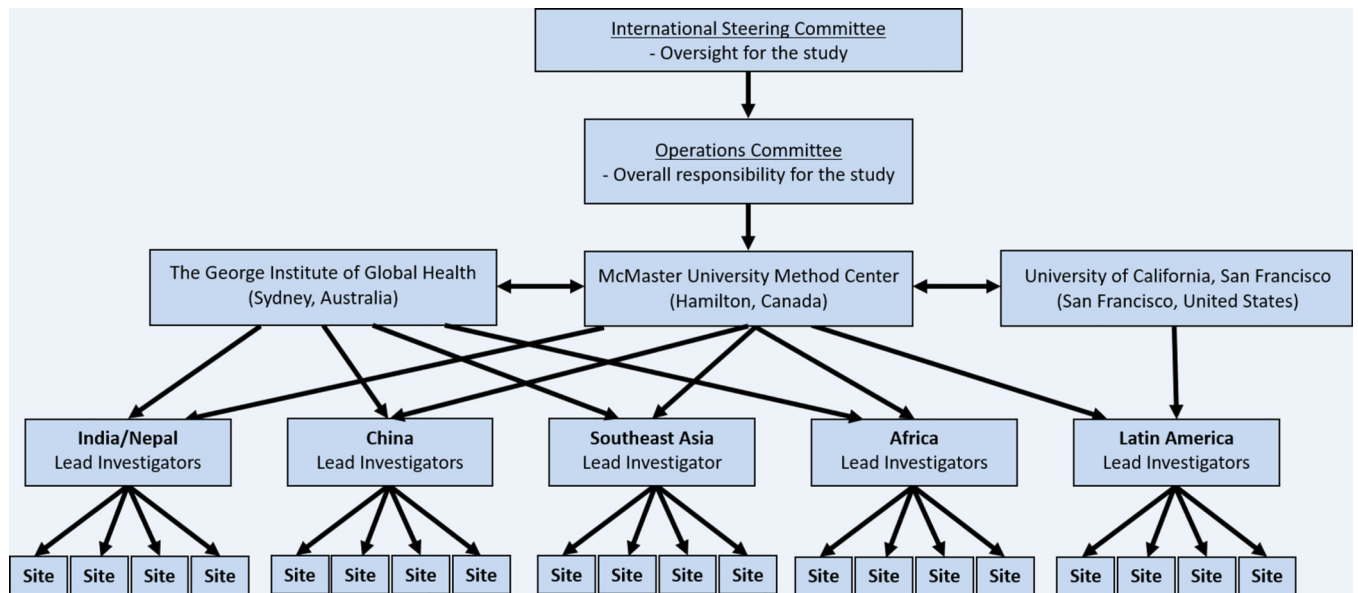 International Steering Committee
- Oversight for the study
Operations Committee
- Overall responsibility for the study
The George Institute of Global Health
(Sydney, Australia)
McMaster University Method Center
(Hamilton, Canada)
University of California, San Francisco
(San Francisco, United States)
India/Nepal
Lead Investigators
China
Lead Investigators
Southeast Asia
Lead Investigator
Africa
Lead Investigators
Latin America
Lead Investigators
Site Site Site Site
Site Site Site Site
Site Site Site Site
Site Site Site Site
Site Site Site Site